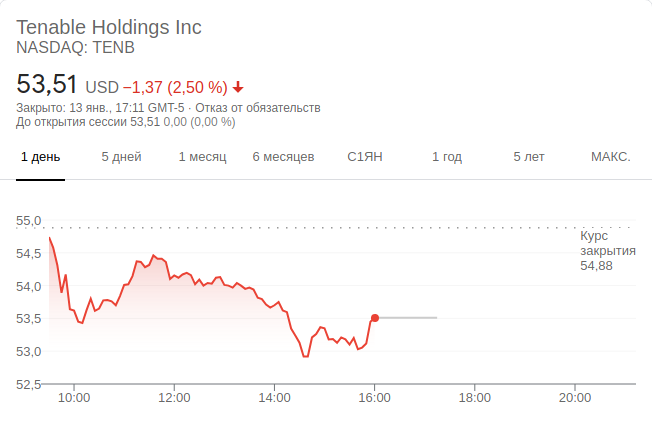 Tenable Holdings Inc
NASDAQ: TENB
53,51 USD −1,37 (2,50 %)
Закрыто: 13 янв., 17:11 GMT-5 · Отказ от обязательств
До открытия сессии 53,51 0,00 (0,00 %)
1 день 5 дней 1 месяц 6 месяцев С1ЯН 1 год 5 лет МАКС.
55,0
Курс
закрытия
54,88
54,5
54,0
53,5
53,0
52,5
10:00 12:00 14:00 16:00 18:00 20:00